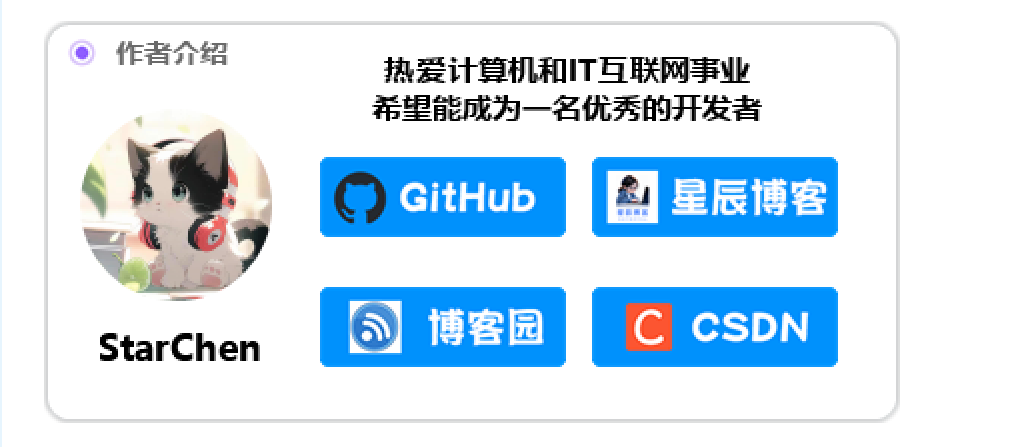 作者介绍
热爱计算机和IT互联网事业
希望能成为一名优秀的开发者
GitHub
星辰博客
博客园
CSDN
StarChen